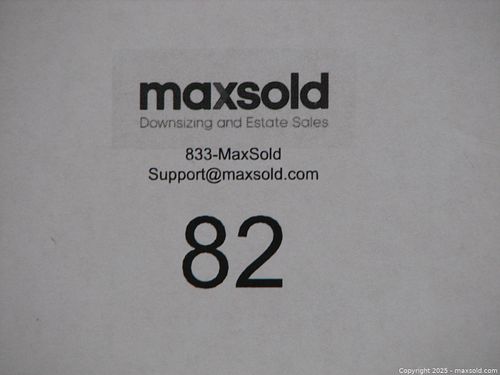 maxsold
Downsizing and Estate Sales
833-MaxSold
Support@maxsold.com
82
Copyright 2025 - maxsold.com